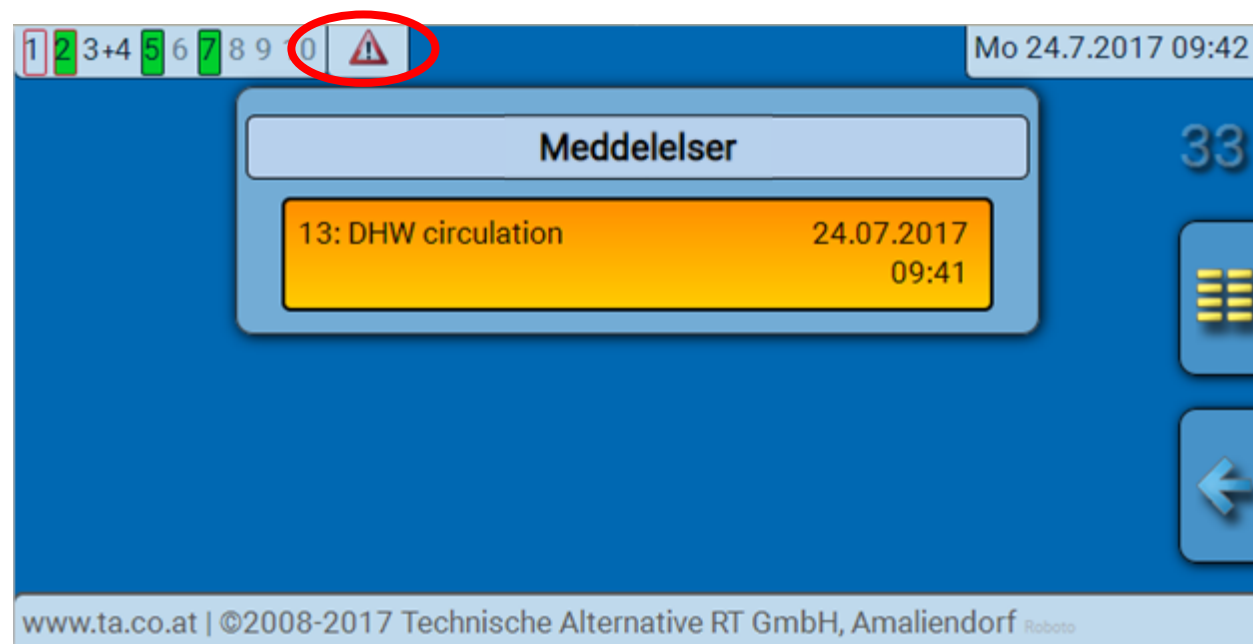 1 2 3+4 5 6 7 8 9 10
Mo 24.7.2017 09:42
Meddelelser
33
13: DHW circulation 24.07.2017
09:41
www.ta.co.at | ©2008-2017 Technische Alternative RT GmbH, Amaliendorf Roboto